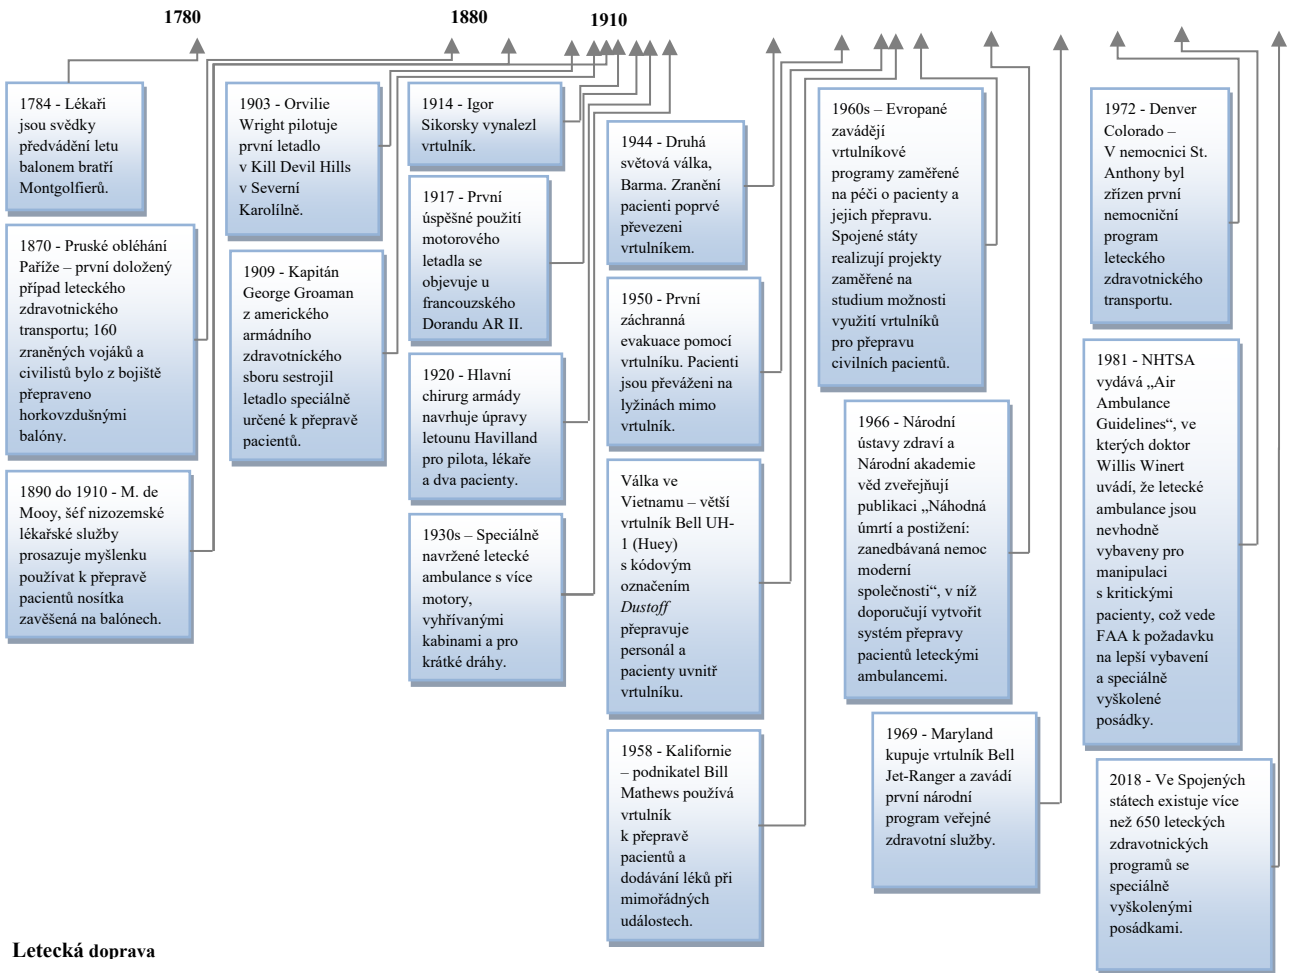 1780
1880
1910
1784 - Lékaři
jsou svědky
předvádění letu
balonem bratří
Montgolfierů.
1870 - Pruské obléhání
Paříže – první doložený
případ leteckého
zdravotnického
transportu; 160
zraněných vojáků a
civilistů bylo z bojiště
přepraveno
horkovzdušnými
balóny.
1890 do 1910 - M. de
Mooy, šéf nizozemské
lékařské služby
prosazuje myšlenku
používat k přepravě
pacientů nosítka
zavěšená na balónech.
1903 - Orvilie
Wright pilotuje
první letadlo
v Kill Devil Hills
v Severní
Karolílně.
1909 - Kapitán
George Groaman
z amerického
armádního
zdravotníckého
sboru sestrojil
letadlo speciálně
určené k přepravě
pacientů.
1914 - Igor
Sikorsky vynalezl
vrtulník.
1917 - První
úspěšné použití
motorového
letadla se
objevuje u
francouzského
Dorandu AR II.
1920 - Hlavní
chirurg armády
navrhuje úpravy
letounu Havilland
pro pilota, lékaře
a dva pacienty.
1930s – Speciálně
navržené letecké
ambulance s více
motory,
vyhřívanými
kabinami a pro
krátké dráhy.
1944 - Druhá
světová válka,
Barma. Zranění
pacienti poprvé
převezeni
vrtulníkem.
1950 - První
záchranná
evakuace pomocí
vrtulníku. Pacienti
jsou převáženi na
lyžinách mimo
vrtulník.
Válka ve
Vietnamu – větší
vrtulník Bell UH-
1 (Huey)
s kódovým
označením
Dustoff
přepravuje
personál a
pacienty uvnitř
vrtulníku.
1958 - Kalifornie
– podnikatel Bill
Mathews používá
vrtulník
k přepravě
pacientů a
dodávání léků při
mimořádných
událostech.
1960s – Evropané
zavádějí
vrtulníkové
programy zaměřené
na péči o pacienty a
jejich přepravu.
Spojené státy
realizují projekty
zaměřené na
studium možnosti
využití vrtulníků
pro přepravu
civilních pacientů.
1966 - Národní
ústavy zdraví a
Národní akademie
věd zveřejňují
publikaci „Náhodná
úmrtí a postižení:
zanedbávaná nemoc
moderní
společnosti“, v níž
doporučují vytvořit
systém přepravy
pacientů leteckými
ambulancemi.
1969 - Maryland
kupuje vrtulník Bell
Jet-Ranger a zavádí
první národní
program veřejné
zdravotní služby.
1972 - Denver
Colorado –
V nemocnici St.
Anthony byl
zřízen první
nemocniční
program
leteckého
zdravotnického
transportu.
1981 - NHTSA
vydává „Air
Ambulance
Guidelines“, ve
kterých doktor
Willis Winert
uvádí, že letecké
ambulance jsou
nevhodně
vybaveny pro
manipulaci
s kritickými
pacienty, což vede
FAA k požadavku
na lepší vybavení
a speciálně
vyškolené
posádky.
2018 - Ve Spojených
státech existuje více
než 650 leteckých
zdravotnických
programů se
speciálně
vyškolenými
posádkami.
Letecká doprava